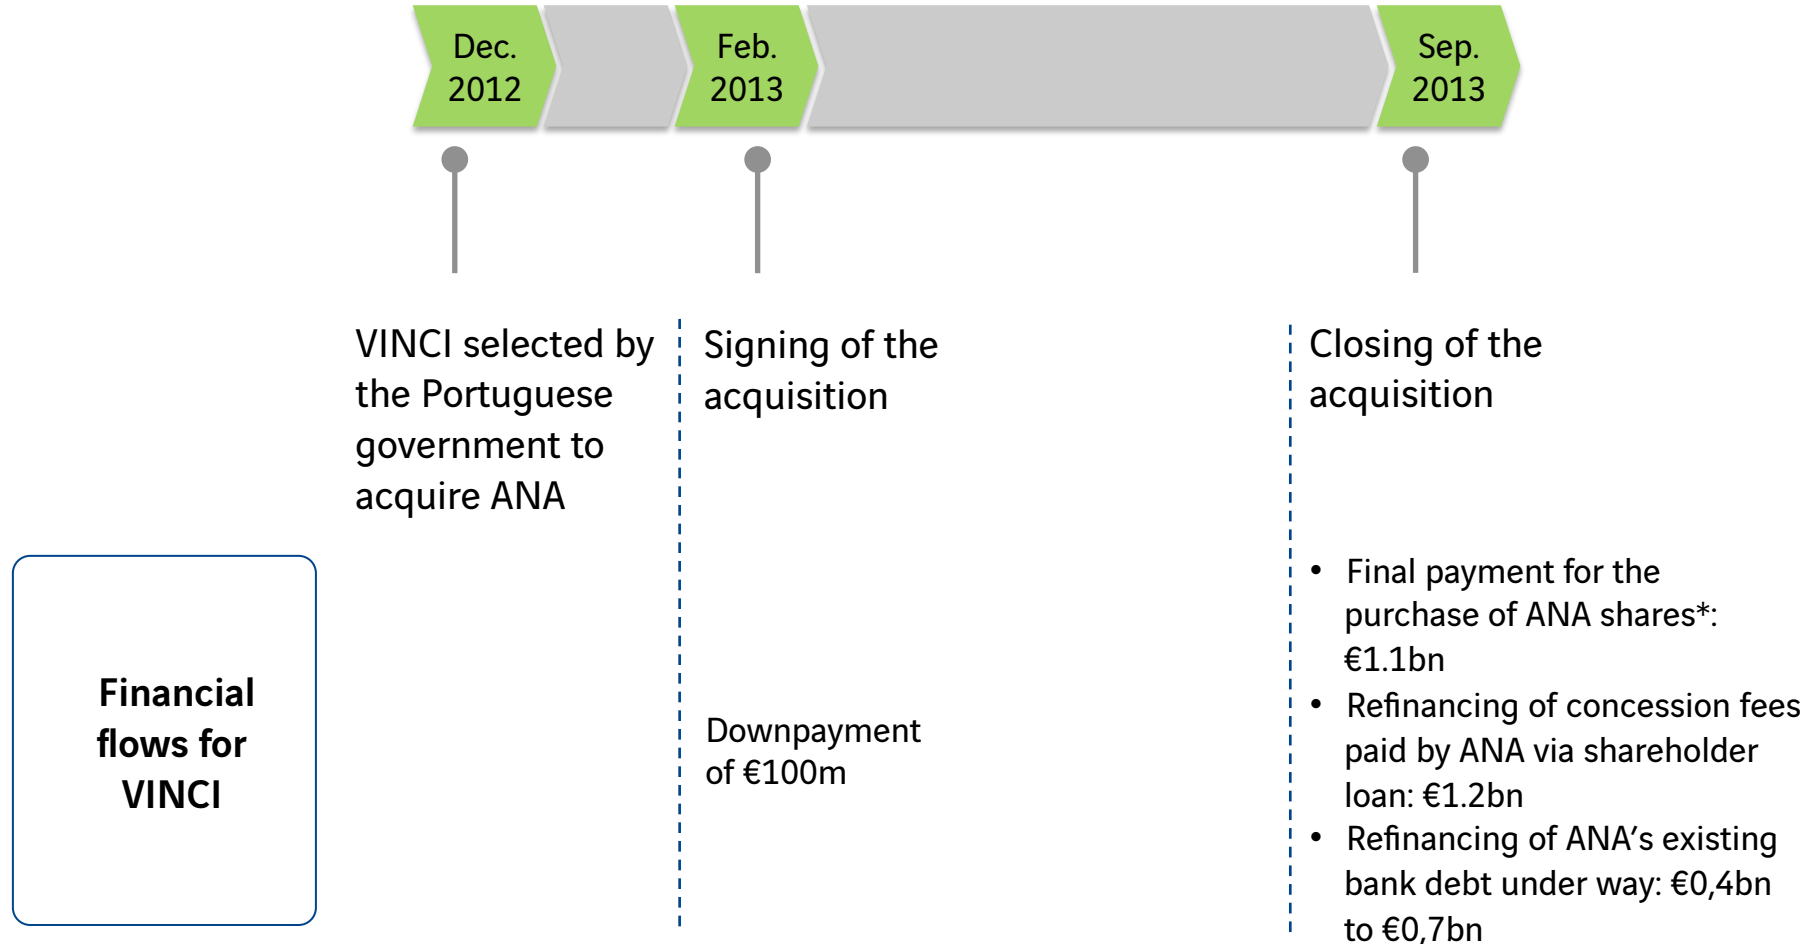 Dec.
2012
Feb.
2013
Sep.
2013
VINCI selected by
the Portuguese
government to
acquire ANA
Signing of the
acquisition
Closing of the
acquisition
Financial
flows for
VINCI
Downpayment
of €100m
• Final payment for the
purchase of ANA shares*:
€1.1bn
• Refinancing of concession fees
paid by ANA via shareholder
loan: €1.2bn
• Refinancing of ANA’s existing
bank debt under way: €0,4bn
to €0,7bn